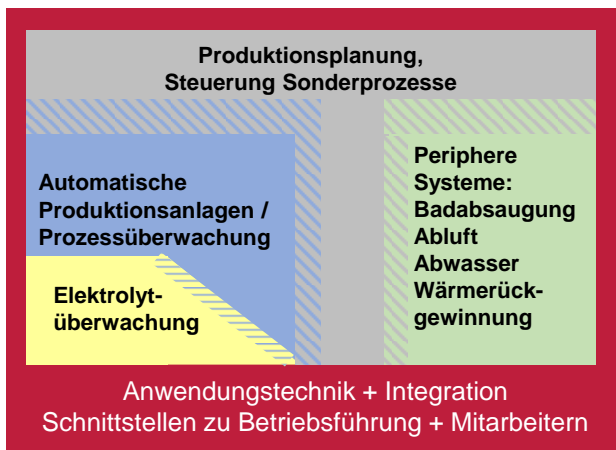 Produktionsplanung,
Steuerung Sonderprozesse
Automatische
Produktionsanlagen /
Prozessüberwachung
Elektrolyt-
überwachung
Periphere
Systeme:
Badabsaugung
Abluft
Abwasser
Wärmerück-
gewinnung
Anwendungstechnik + Integration
Schnittstellen zu Betriebsführung + Mitarbeitern